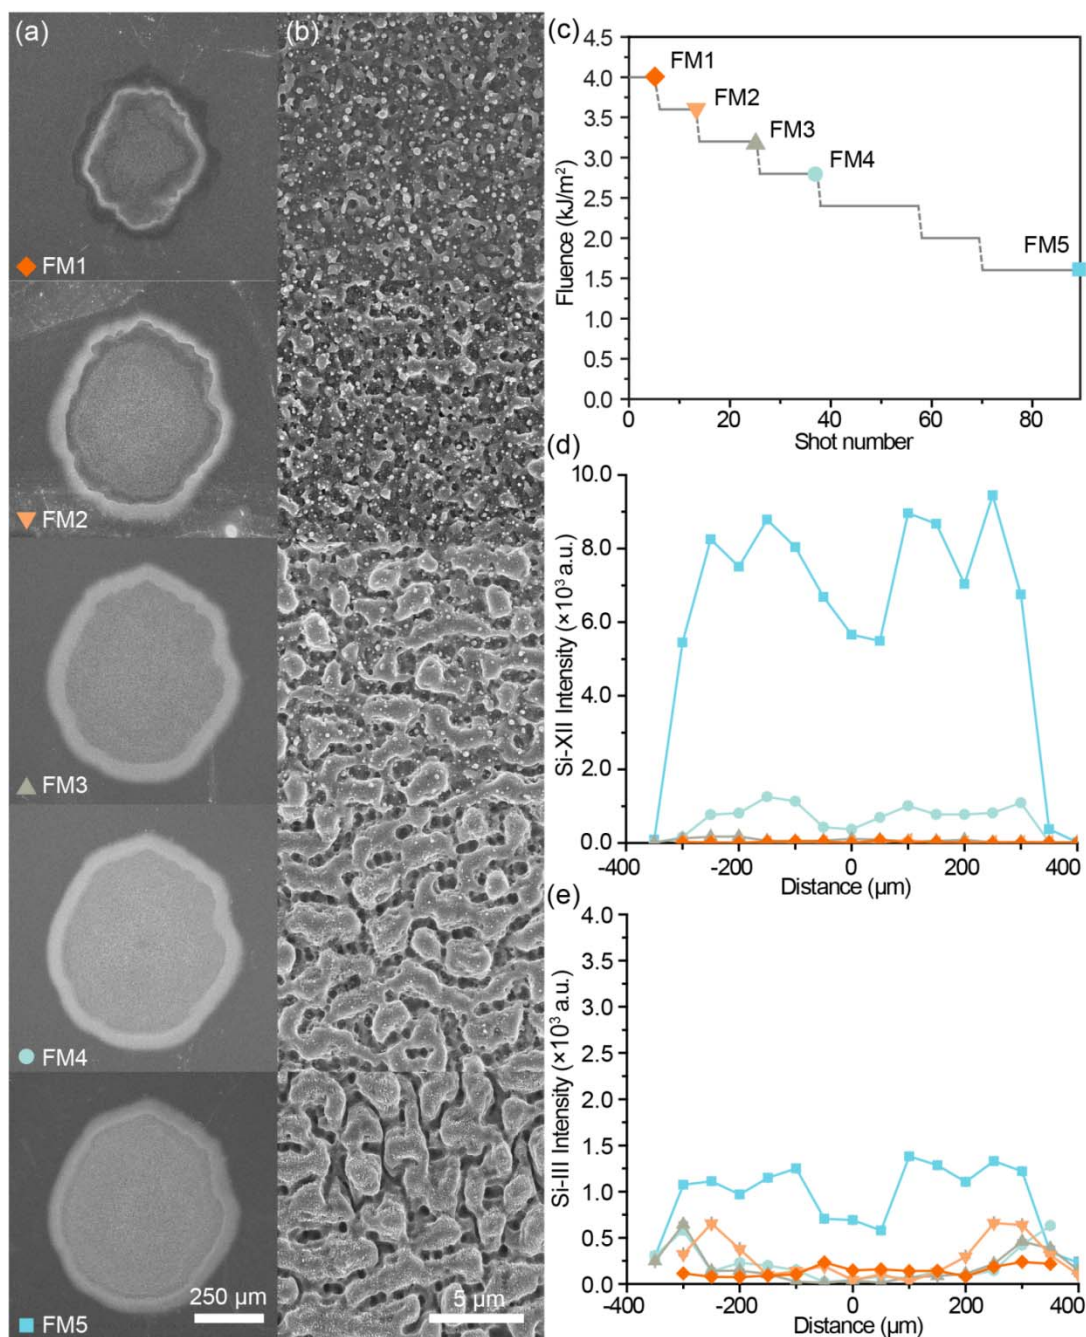 (a)
FM1
FM2
FM3
FM4
FM5
250 µm
(b)
5 µm
(c)
4.5
4.0
3.5
3.0
2.5
2.0
1.5
1.0
0.5
0.0
Fluence (kJ/m²)
FM1
FM2
FM3
FM4
FM5
0
20
40
60
80
Shot number
(d)
10.0
8.0
6.0
4.0
2.0
0.0
Si-XII Intensity (×10³ a.u.)
-400
-200
0
200
400
Distance (µm)
(e)
4.0
3.5
3.0
2.5
2.0
1.5
1.0
0.5
0.0
Si-III Intensity (×10³ a.u.)
-400
-200
0
200
400
Distance (µm)